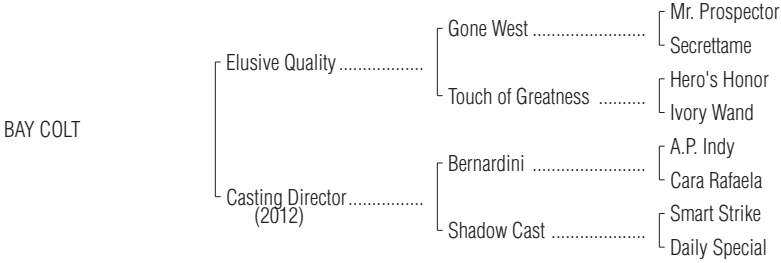 Mr. Prospector
Gone West ........................
Secrettame
Elusive Quality ..................
Hero's Honor
Touch of Greatness ..........
Ivory Wand
BAY COLT
A.P. Indy
Bernardini ........................
Cara Rafaela
Casting Director................
(2012)
Smart Strike
Shadow Cast ....................
Daily Special